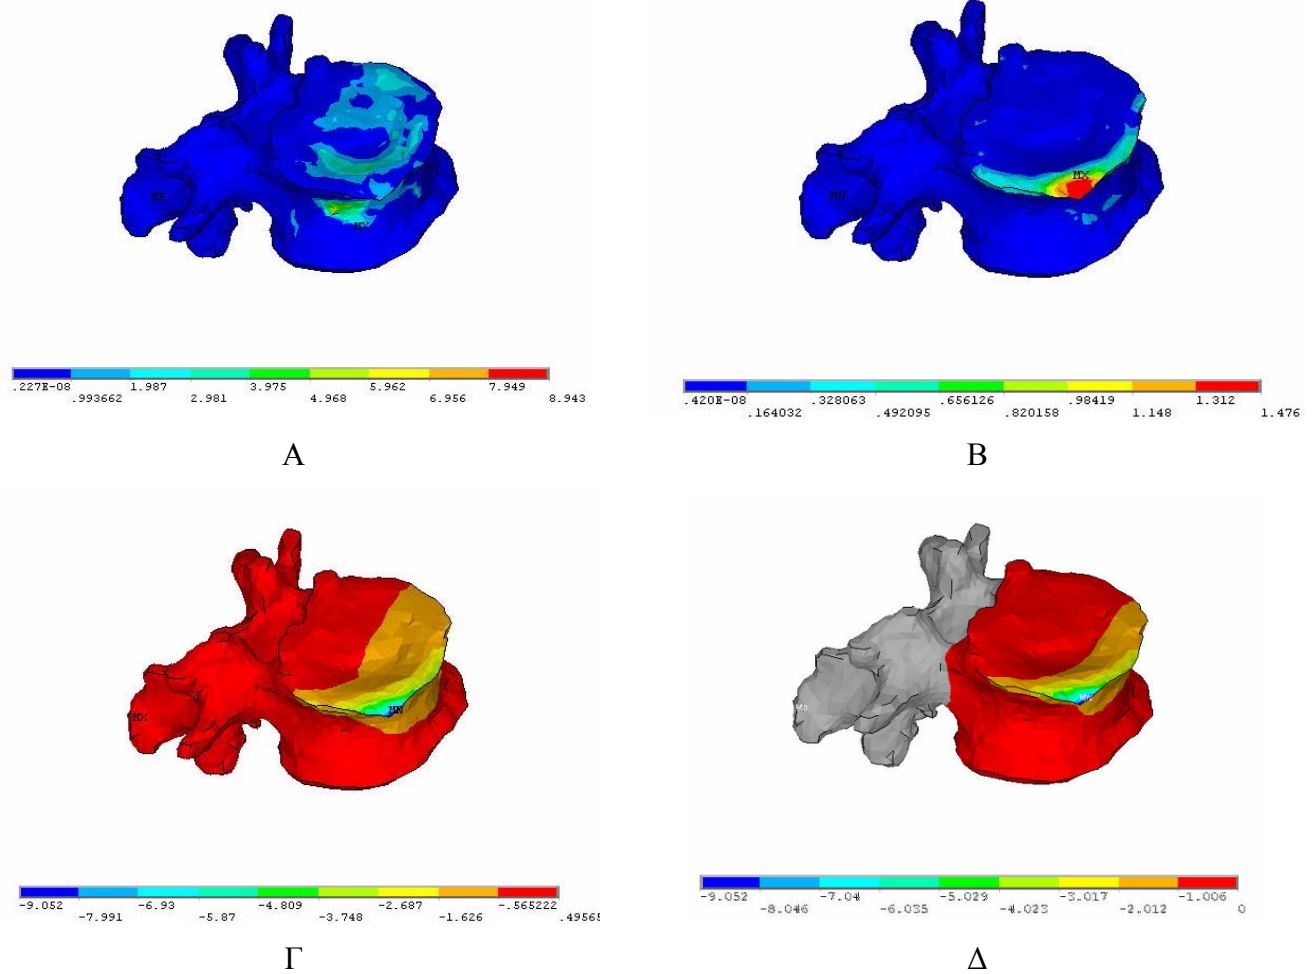 MN
MX
.227E-08 1.987 3.975 5.962 7.949
.993662 2.981 4.968 6.956 8.943
Α
MX
MN
.420E-08 .328063 .656126 .98419 1.312
.164032 .492095 .820158 1.148 1.476
Β
MN
MX
-9.052 -6.93 -4.809 -2.687 -.565222
-7.991 -5.87 -3.748 -1.626 .49565
Γ
-9.052 -7.04 -5.029 -3.017 -1.006
-8.046 -6.035 -4.023 -2.012 0
Δ